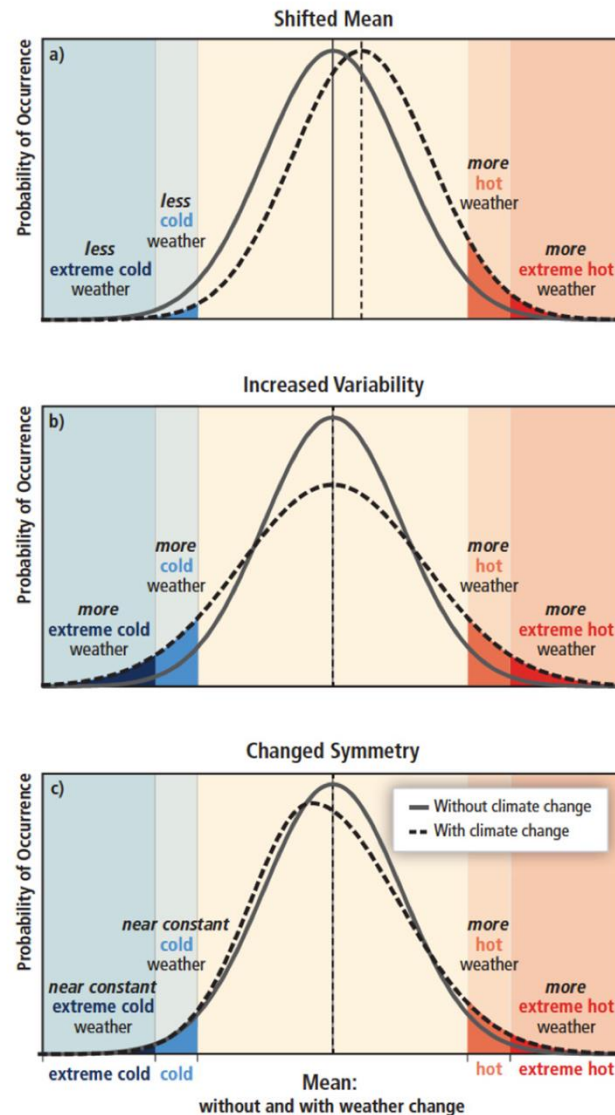 Shifted Mean
a)
Probability of Occurrence
less
cold
weather
less
extreme cold
weather
more
hot
weather
more
extreme hot
weather
Increased Variability
b)
Probability of Occurrence
more
cold
weather
more
extreme cold
weather
more
hot
weather
more
extreme hot
weather
Changed Symmetry
c)
Probability of Occurrence
Without climate change
With climate change
near constant
cold
weather
near constant
extreme cold
weather
more
hot
weather
more
extreme hot
weather
extreme cold
cold
Mean:
without and with weather change
hot
extreme hot